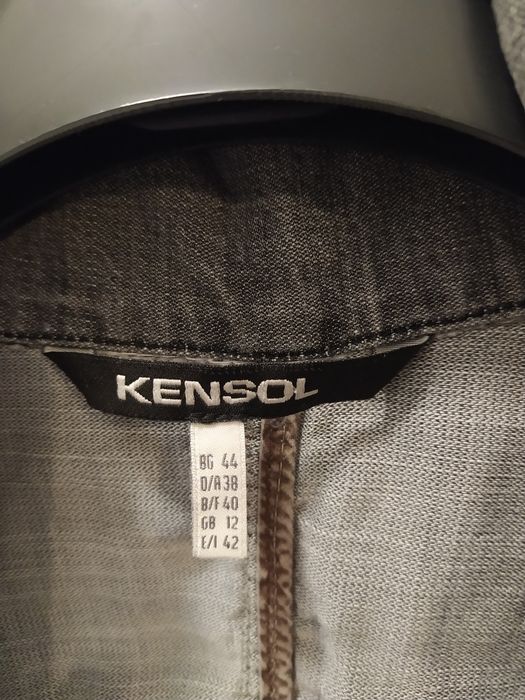 KENSOL
BG 44
D/A 38
B/F 40
GB 12
E/I 42